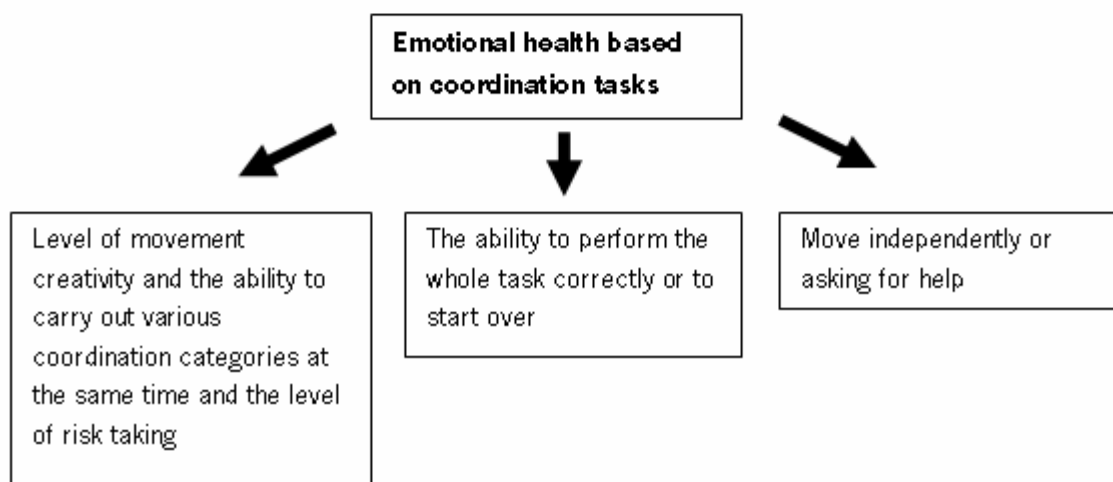 Emotional health based
on coordination tasks
Level of movement
creativity and the ability to
carry out various
coordination categories at
the same time and the level
of risk taking
The ability to perform the
whole task correctly or to
start over
Move independently or
asking for help